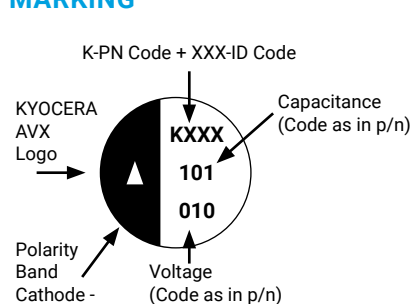 MARKING
K-PN Code + XXX-ID Code
KYOCERA
AVX
Logo
Capacitance
(Code as in p/n)
KXXX
101
010
Polarity
Band
Cathode -
Voltage
(Code as in p/n)